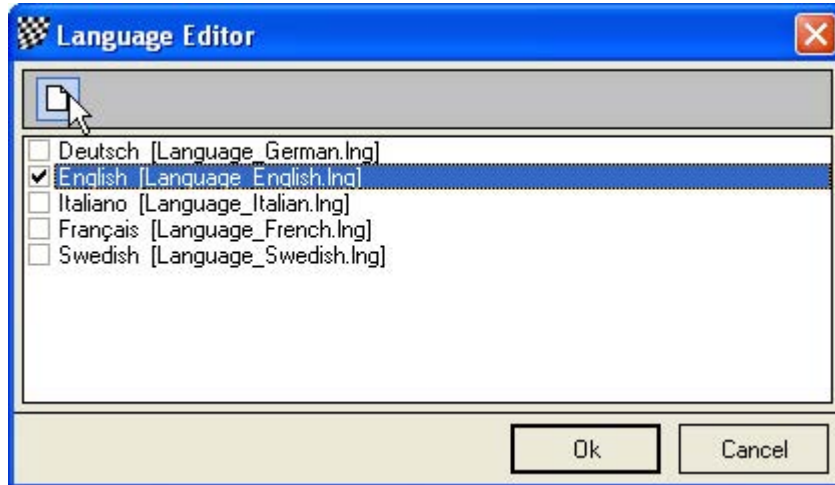 Language Editor
Deutsch [Language_German.lng]
English [Language_English.lng]
Italiano [Language_Italian.lng]
Français [Language_French.lng]
Swedish [Language_Swedish.lng]
Ok Cancel